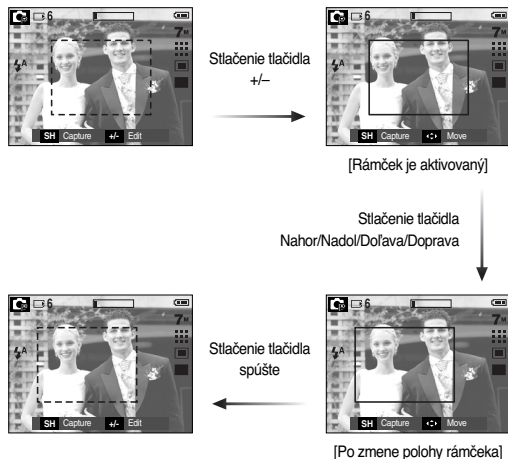 6
7M
A
SH Capture +/- Edit
Stlačenie tlačidla
+/–
6
7M
A
SH Capture Move
[Rámček je aktivovaný]
Stlačenie tlačidla
Nahor/Nadol/Doľava/Doprava
6
7M
A
SH Capture +/- Edit
Stlačenie tlačidla
spúšte
6
7M
A
SH Capture Move
[Po zmene polohy rámčeka]